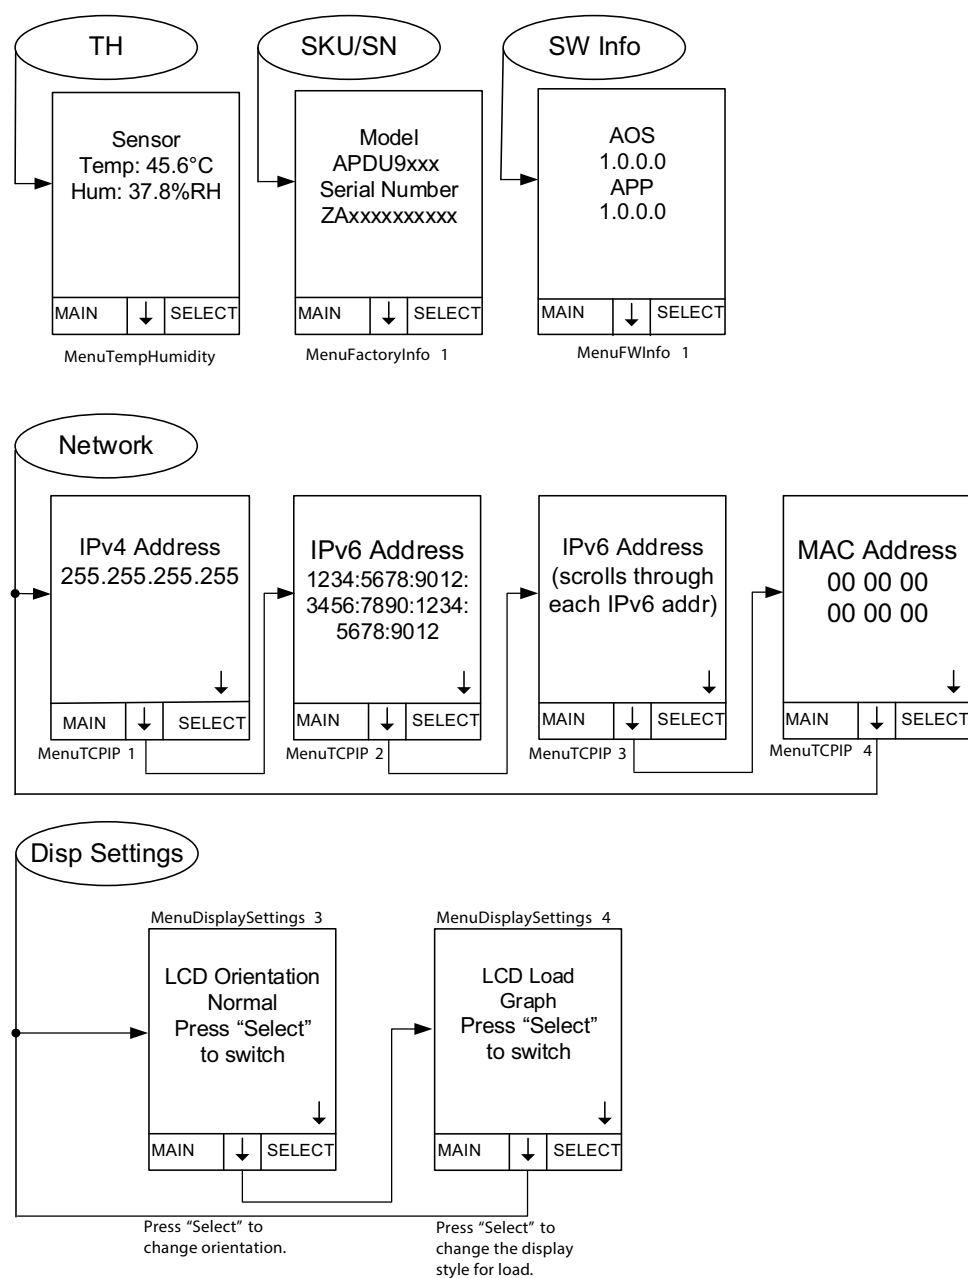 TH
Sensor
Temp: 45.6°C
Hum: 37.8%RH
MAIN
↓
SELECT
MenuTempHumidity
SKU/SN
Model
APDU9xxx
Serial Number
ZAxxxxxxxxxx
MAIN
↓
SELECT
MenuFactoryInfo 1
SW Info
AOS
1.0.0.0
APP
1.0.0.0
MAIN
↓
SELECT
MenuFWInfo 1
Network
IPv4 Address
255.255.255.255
↓
MAIN
↓
SELECT
MenuTCPIP 1
IPv6 Address
1234:5678:9012:
3456:7890:1234:
5678:9012
↓
MAIN
↓
SELECT
MenuTCPIP 2
IPv6 Address
(scrolls through
each IPv6 addr)
↓
MAIN
↓
SELECT
MenuTCPIP 3
MAC Address
00 00 00
00 00 00
↓
MAIN
↓
SELECT
MenuTCPIP 4
Disp Settings
MenuDisplaySettings 3
LCD Orientation
Normal
Press “Select”
to switch
↓
MAIN
↓
SELECT
Press “Select” to
change orientation.
MenuDisplaySettings 4
LCD Load
Graph
Press “Select”
to switch
↓
MAIN
↓
SELECT
Press “Select” to
change the display
style for load.